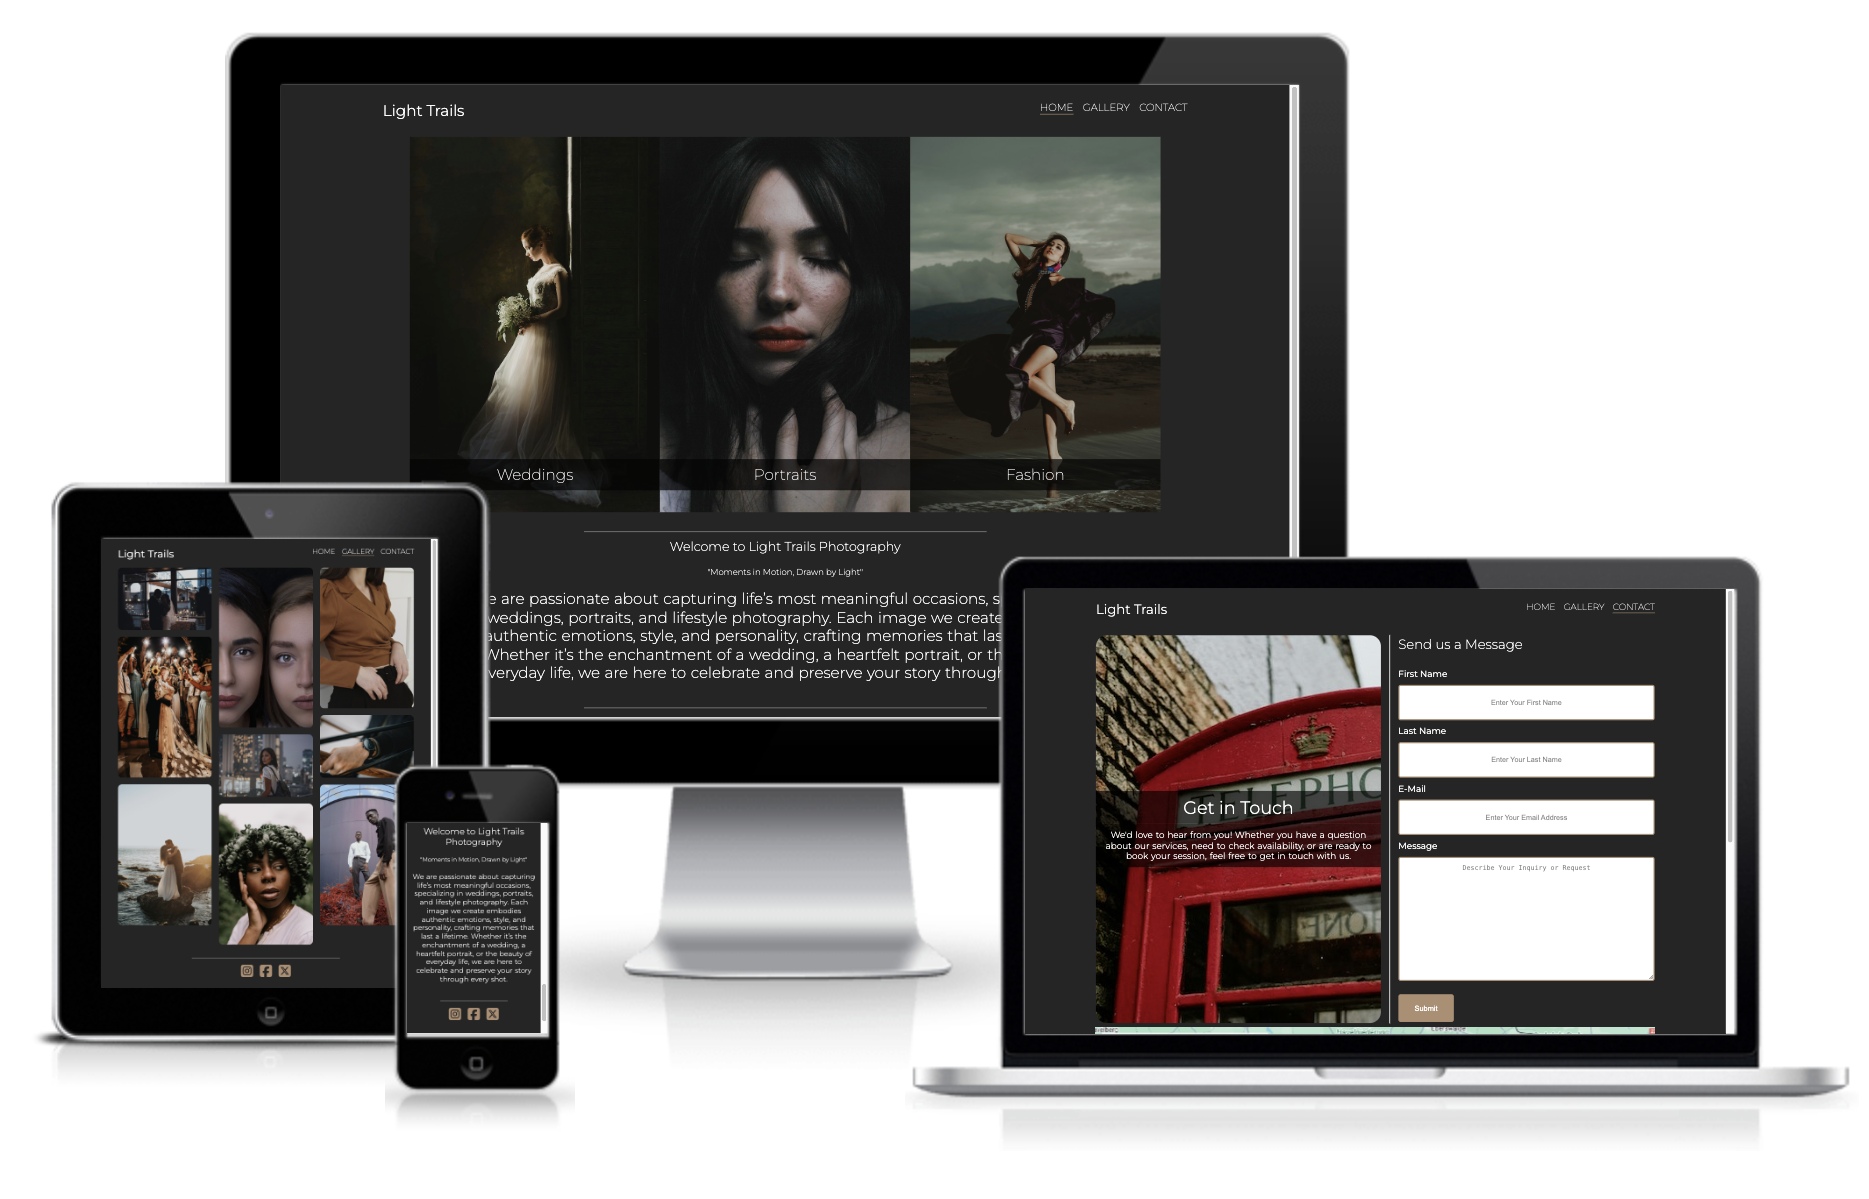 Light Trails
HOME GALLERY CONTACT
Weddings
Portraits
Fashion
Welcome to Light Trails Photography
"Moments in Motion, Drawn by Light"
e are passionate about capturing life's most meaningful occasions, s
weddings, portraits, and lifestyle photography. Each image we create
authentic emotions, style, and personality, crafting memories that las
Whether it's the enchantment of a wedding, a heartfelt portrait, or th
veryday life, we are here to celebrate and preserve your story through
Light Trails
HOME GALLERY CONTACT
Welcome to Light Trails
Photography
"Moments in Motion, Drawn by Light"
We are passionate about capturing
life's most meaningful occasions,
specializing in weddings, portraits,
and lifestyle photography. Each
image we create embodies
authentic emotions, style, and
personality, crafting memories that
last a lifetime. Whether it's the
enchantment of a wedding, a
heartfelt portrait, or the beauty of
everyday life, we are here to
celebrate and preserve your story
through every shot.
Light Trails
HOME GALLERY CONTACT
TELEPHO
Get in Touch
We'd love to hear from you! Whether you have a question
about our services, need to check availability, or are ready to
book your session, feel free to get in touch with us.
Send us a Message
First Name
Enter Your First Name
Last Name
Enter Your Last Name
E-Mail
Enter Your Email Address
Message
Describe Your Inquiry or Request
Submit